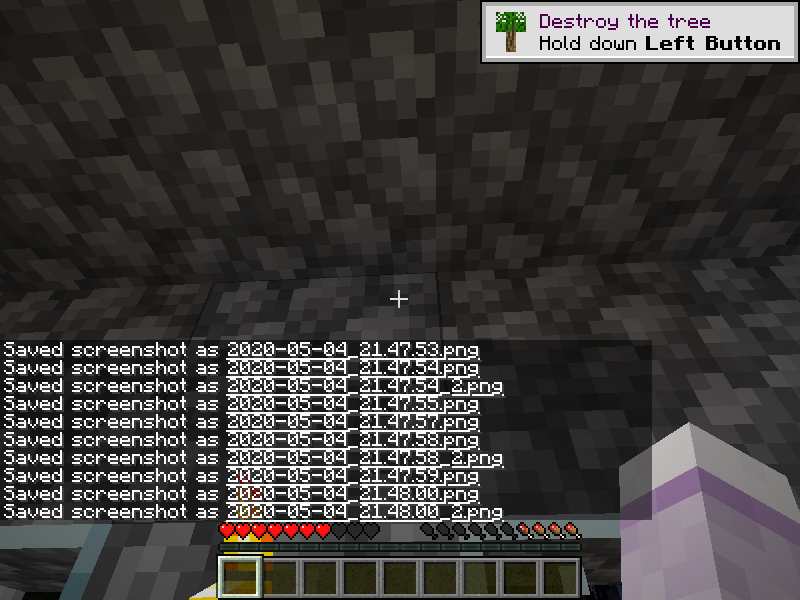 Destroy the tree
Hold down Left Button
Saved screenshot as 2020-05-04_21.47.53.png
Saved screenshot as 2020-05-04_21.47.54.png
Saved screenshot as 2020-05-04_21.47.54_2.png
Saved screenshot as 2020-05-04_21.47.55.png
Saved screenshot as 2020-05-04_21.47.57.png
Saved screenshot as 2020-05-04_21.47.58.png
Saved screenshot as 2020-05-04_21.47.58_2.png
Saved screenshot as 2020-05-04_21.47.59.png
Saved screenshot as 2020-05-04_21.48.00.png
Saved screenshot as 2020-05-04_21.48.00_2.png